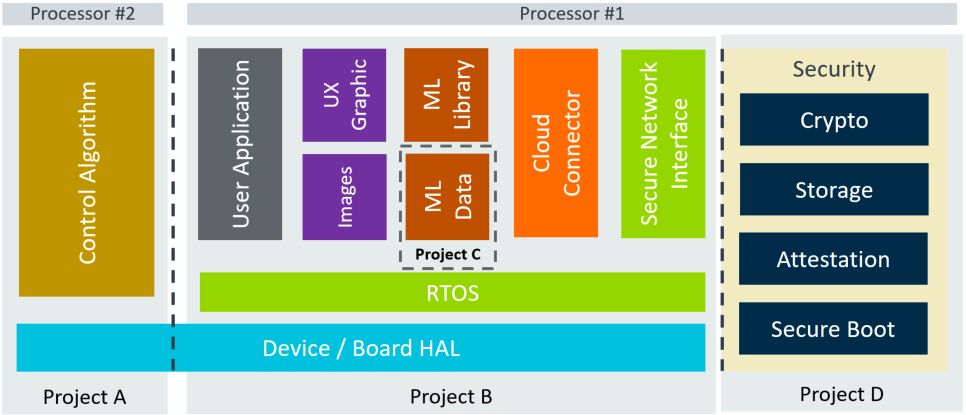 Processor #2
Processor #1
Control Algorithm
User Application
UX
Graphic
Images
ML
Library
ML
Data
Project C
Cloud
Connector
Secure Network
Interface
Security
Crypto
Storage
Attestation
Secure Boot
RTOS
Device / Board HAL
Project A
Project B
Project D